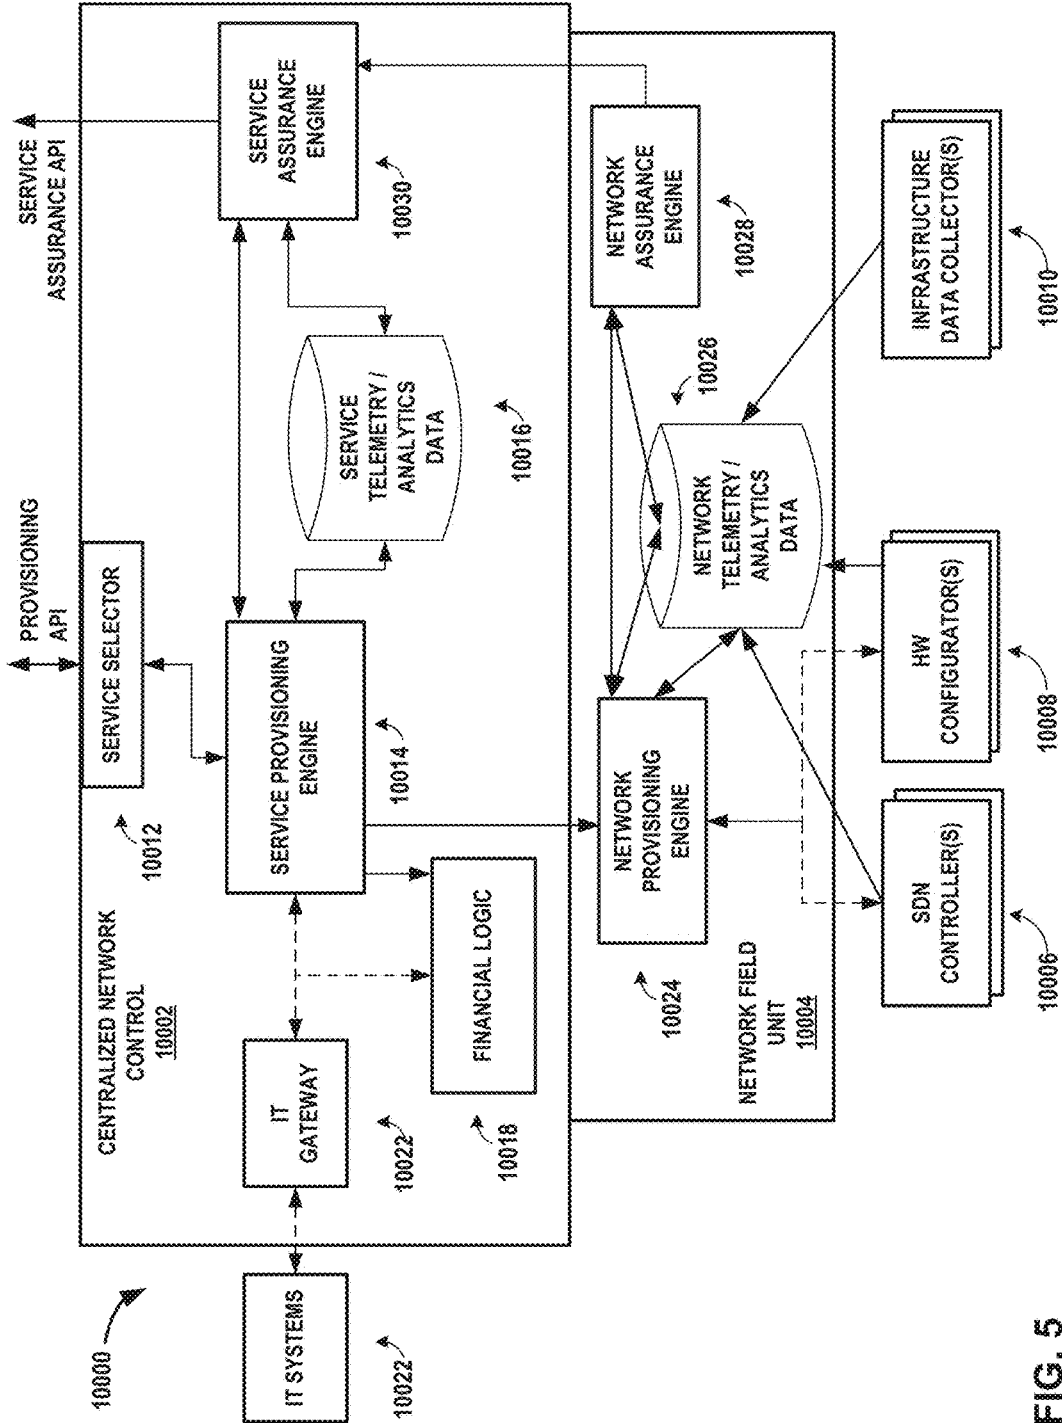 10000
PROVISIONING
API
SERVICE
ASSURANCE API
CENTRALIZED NETWORK
CONTROL
10002
10012
SERVICE SELECTOR
IT SYSTEMS
10022
IT
GATEWAY
10022
SERVICE PROVISIONING
ENGINE
10014
SERVICE
ASSURANCE
ENGINE
10030
SERVICE
TELEMETRY /
ANALYTICS
DATA
10016
FINANCIAL LOGIC
10018
NETWORK
PROVISIONING
ENGINE
10024
NETWORK
ASSURANCE
ENGINE
10028
10026
NETWORK
TELEMETRY /
ANALYTICS
DATA
NETWORK FIELD
UNIT
10004
SDN
CONTROLLER(S)
10006
HW
CONFIGURATOR(S)
10008
INFRASTRUCTURE
DATA COLLECTOR(S)
10010
FIG. 5